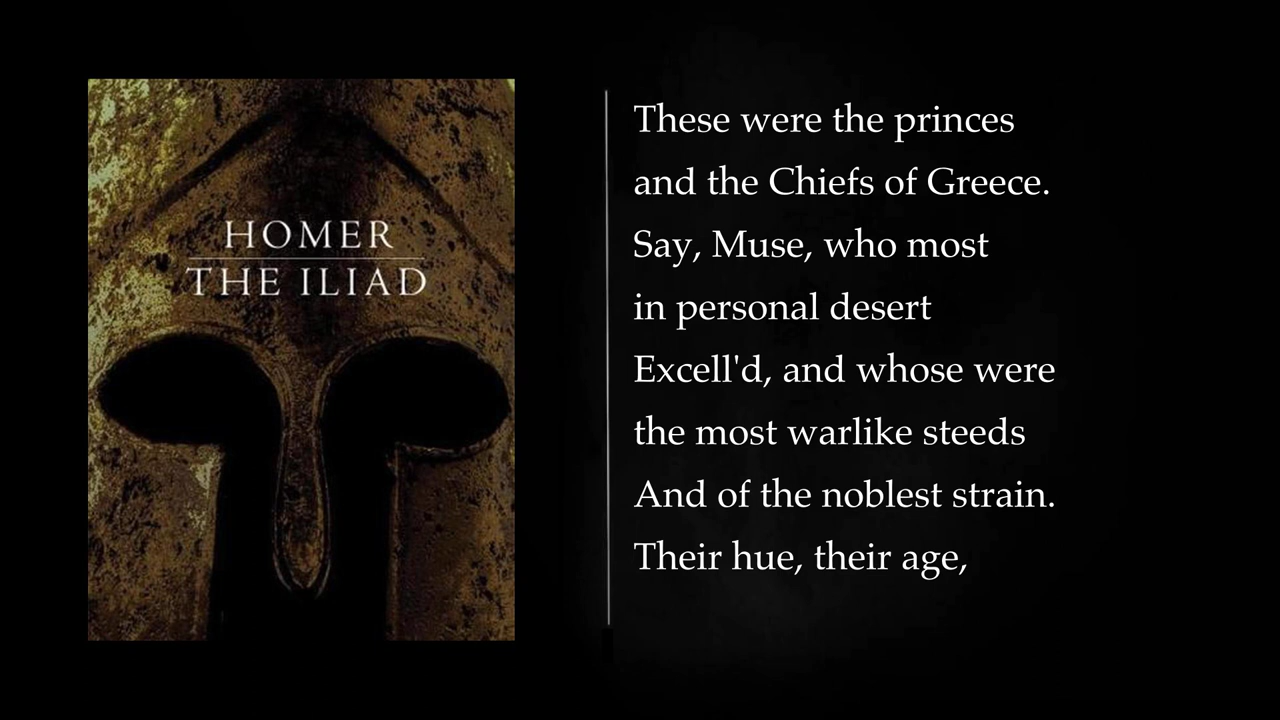 HOMER
THE ILIAD
These were the princes
and the Chiefs of Greece.
Say, Muse, who most
in personal desert
Excell'd, and whose were
the most warlike steeds
And of the noblest strain.
Their hue, their age,